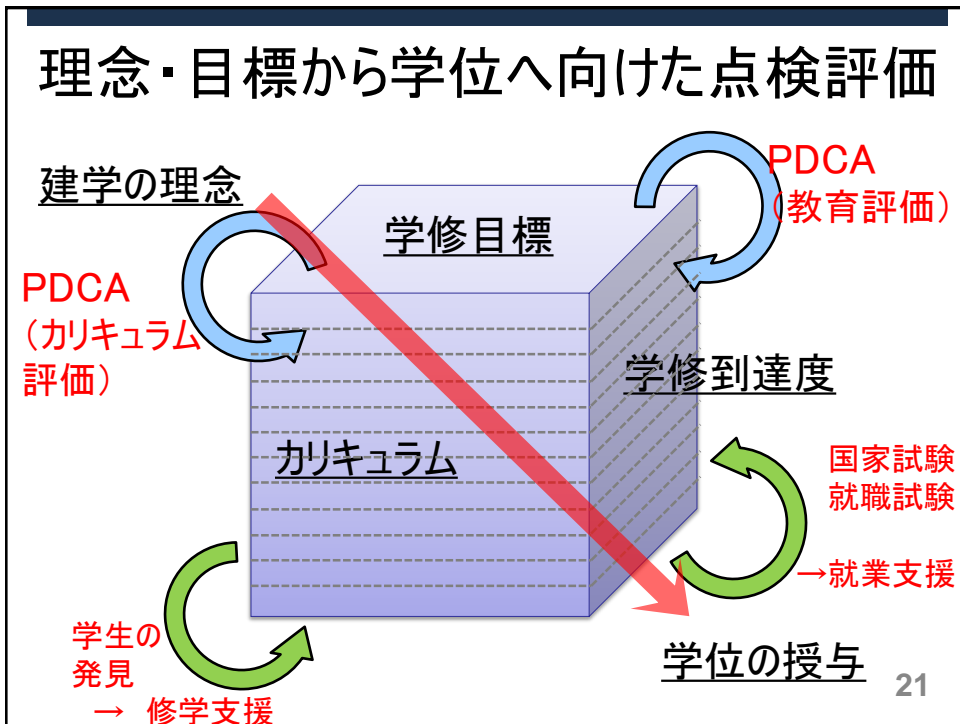 理念・目標から学位へ向けた点検評価
建学の理念
学修目標
PDCA
（教育評価）
PDCA
（カリキュラム
評価）
学修到達度
カリキュラム
国家試験
就職試験
→就業支援
学生の
発見
→ 修学支援
学位の授与
21